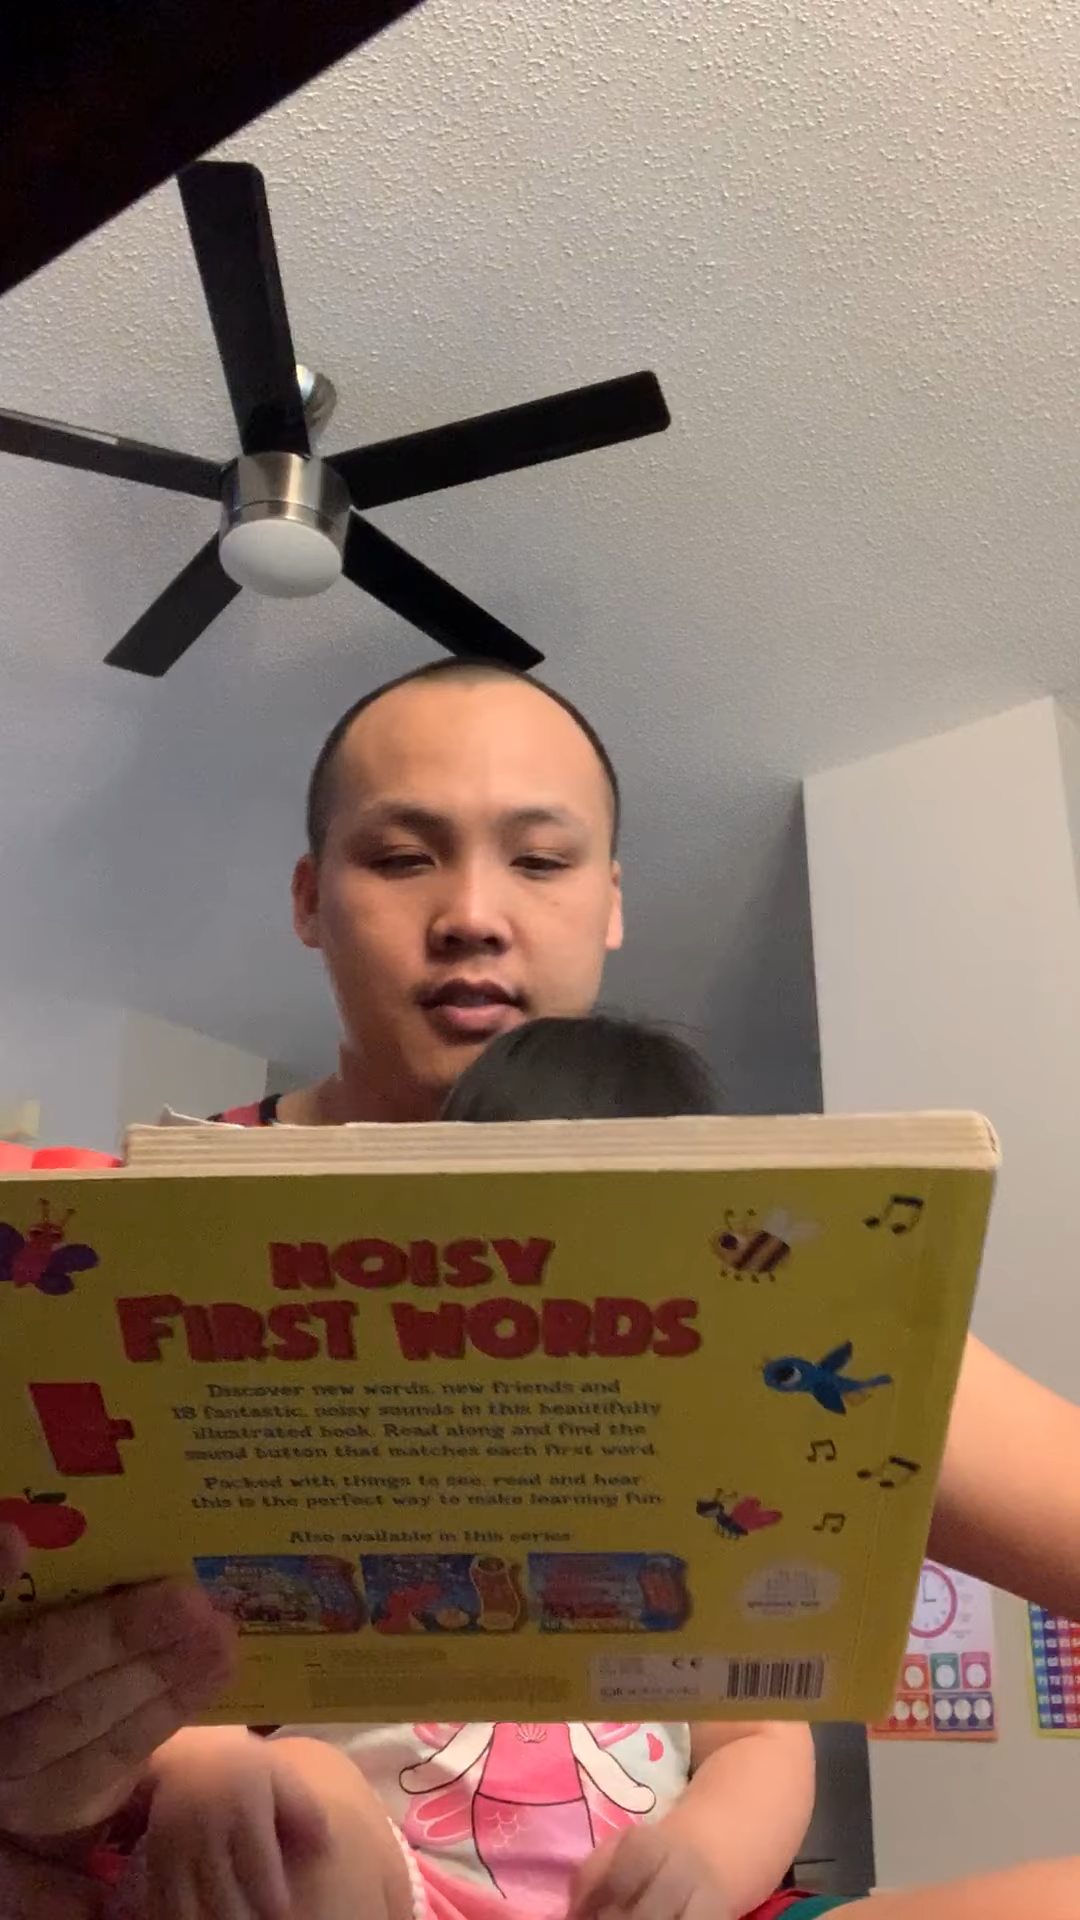 NOISY
FIRST WORDS
Discover new words, new friends and
18 fantastic, noisy sounds in this beautifully
illustrated book. Read along and find the
sound button that matches each first word.
Packed with things to see, read and hear,
this is the perfect way to make learning fun
Also available in this series
CE